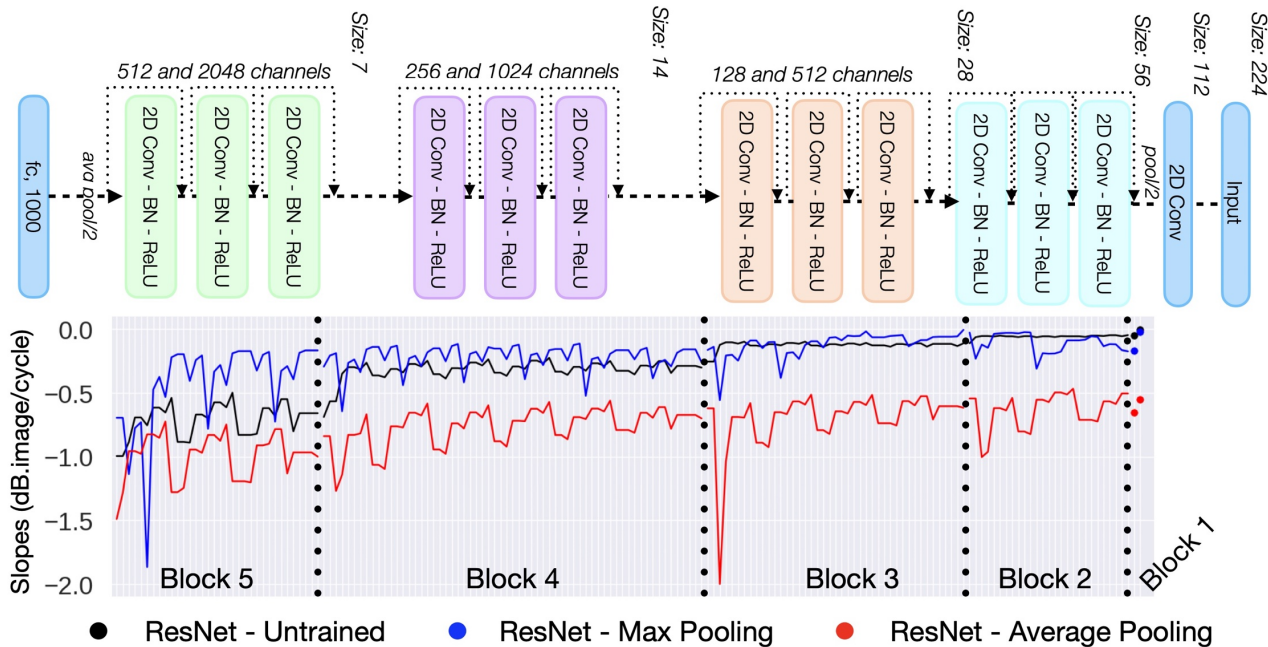 Size: 7
Size: 14
Size: 28
Size: 56
Size: 112
Size: 224
512 and 2048 channels
256 and 1024 channels
128 and 512 channels
fc, 1000
ava pool/2
2D Conv - BN - ReLU
2D Conv - BN - ReLU
2D Conv - BN - ReLU
2D Conv - BN - ReLU
2D Conv - BN - ReLU
2D Conv - BN - ReLU
2D Conv - BN - ReLU
2D Conv - BN - ReLU
2D Conv - BN - ReLU
2D Conv - BN - ReLU
2D Conv - BN - ReLU
2D Conv - BN - ReLU
pool/2
2D Conv
Input
Slopes (dB.image/cycle)
0.0
−0.5
−1.0
−1.5
−2.0
Block 5
Block 4
Block 3
Block 2
Block 1
ResNet - Untrained
ResNet - Max Pooling
ResNet - Average Pooling